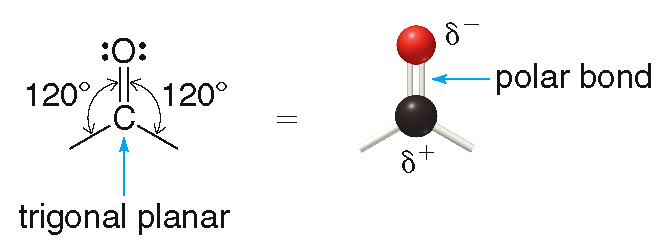 :O: δ−
120° 120° polar bond
C =
δ+
trigonal planar